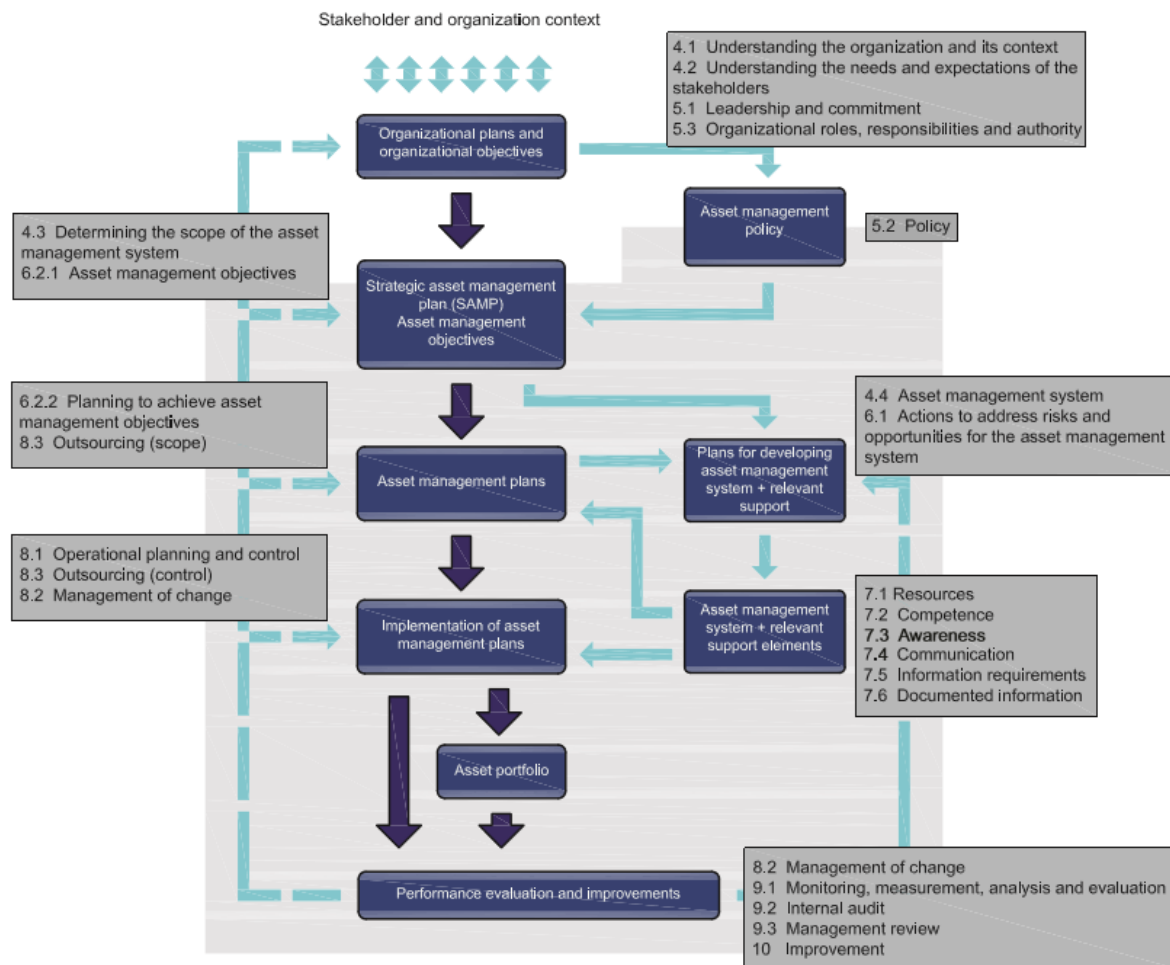 Stakeholder and organization context
4.1 Understanding the organization and its context
4.2 Understanding the needs and expectations of the
stakeholders
5.1 Leadership and commitment
5.3 Organizational roles, responsibilities and authority
Organizational plans and
organizational objectives
Asset management
policy
5.2 Policy
4.3 Determining the scope of the asset
management system
6.2.1 Asset management objectives
Strategic asset management
plan (SAMP)
Asset management
objectives
6.2.2 Planning to achieve asset
management objectives
8.3 Outsourcing (scope)
4.4 Asset management system
6.1 Actions to address risks and
opportunities for the asset management
system
Asset management plans
Plans for developing
asset management
system + relevant
support
8.1 Operational planning and control
8.3 Outsourcing (control)
8.2 Management of change
Implementation of asset
management plans
Asset management
system + relevant
support elements
7.1 Resources
7.2 Competence
7.3 Awareness
7.4 Communication
7.5 Information requirements
7.6 Documented information
Asset portfolio
Performance evaluation and improvements
8.2 Management of change
9.1 Monitoring, measurement, analysis and evaluation
9.2 Internal audit
9.3 Management review
10 Improvement